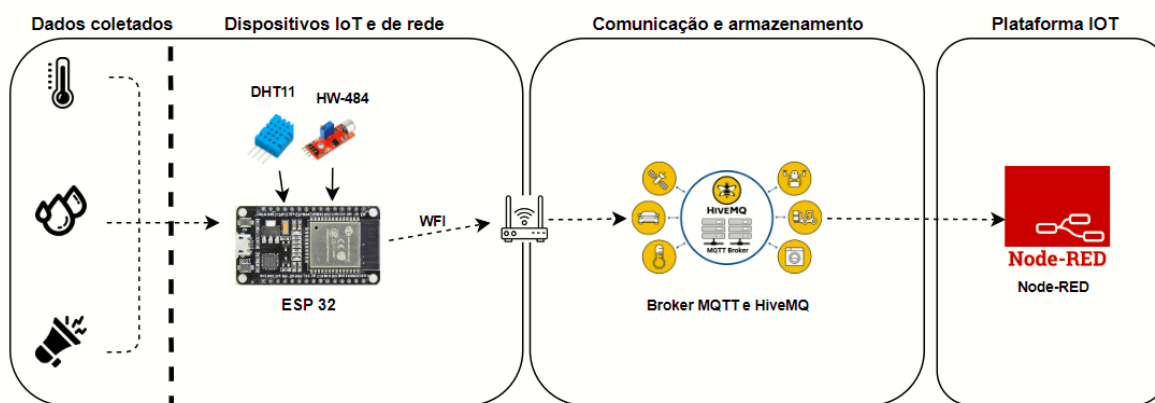 Dados coletados
Dispositivos IoT e de rede
Comunicação e armazenamento
Plataforma IOT
DHT11
HW-484
WFI
ESP 32
HIVEMQ
MQTT Broker
Broker MQTT e HiveMQ
Node-RED
Node-RED